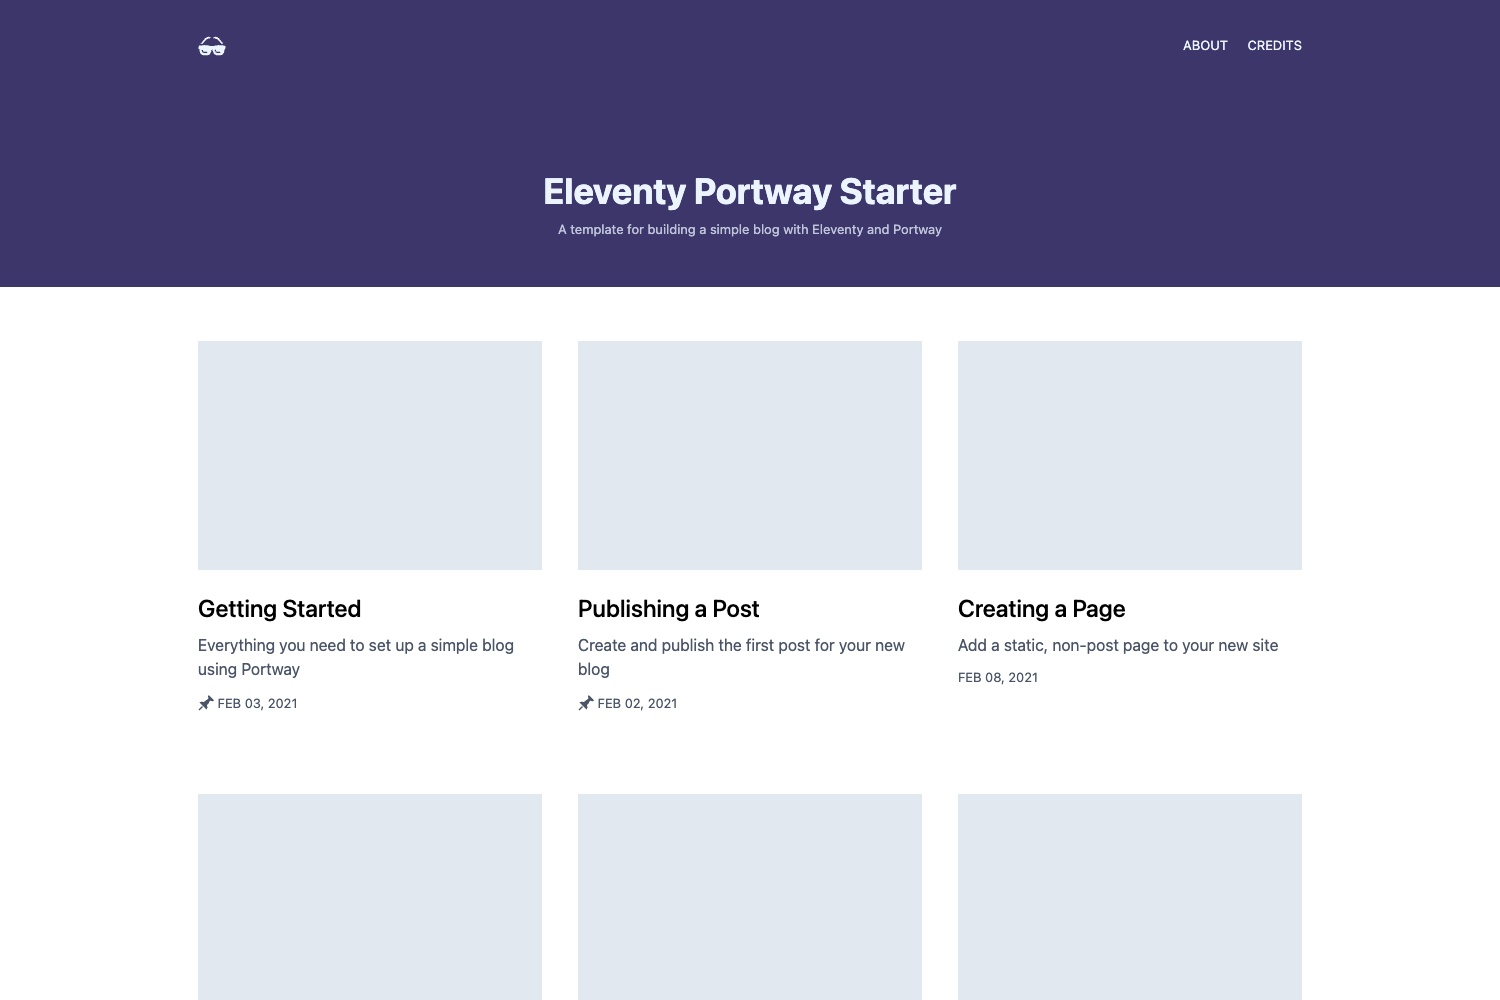 ABOUT CREDITS
Eleventy Portway Starter
A template for building a simple blog with Eleventy and Portway
Getting Started
Everything you need to set up a simple blog
using Portway
FEB 03, 2021
Publishing a Post
Create and publish the first post for your new
blog
FEB 02, 2021
Creating a Page
Add a static, non-post page to your new site
FEB 08, 2021